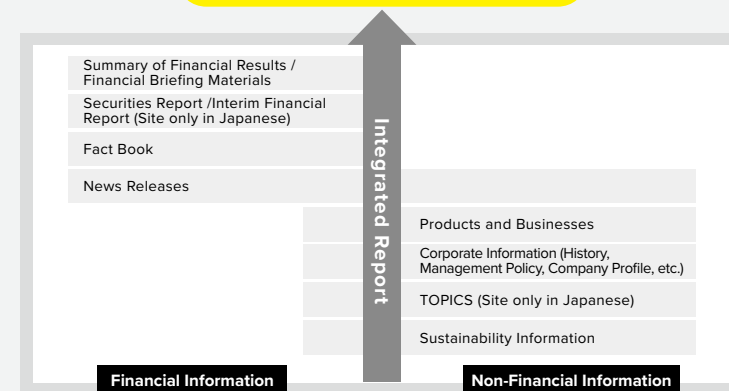 Summary of Financial Results /
Financial Briefing Materials
Securities Report /Interim Financial
Report (Site only in Japanese)
Fact Book
News Releases
Integrated Report
Products and Businesses
Corporate Information (History,
Management Policy, Company Profile, etc.)
TOPICS (Site only in Japanese)
Sustainability Information
Financial Information
Non-Financial Information